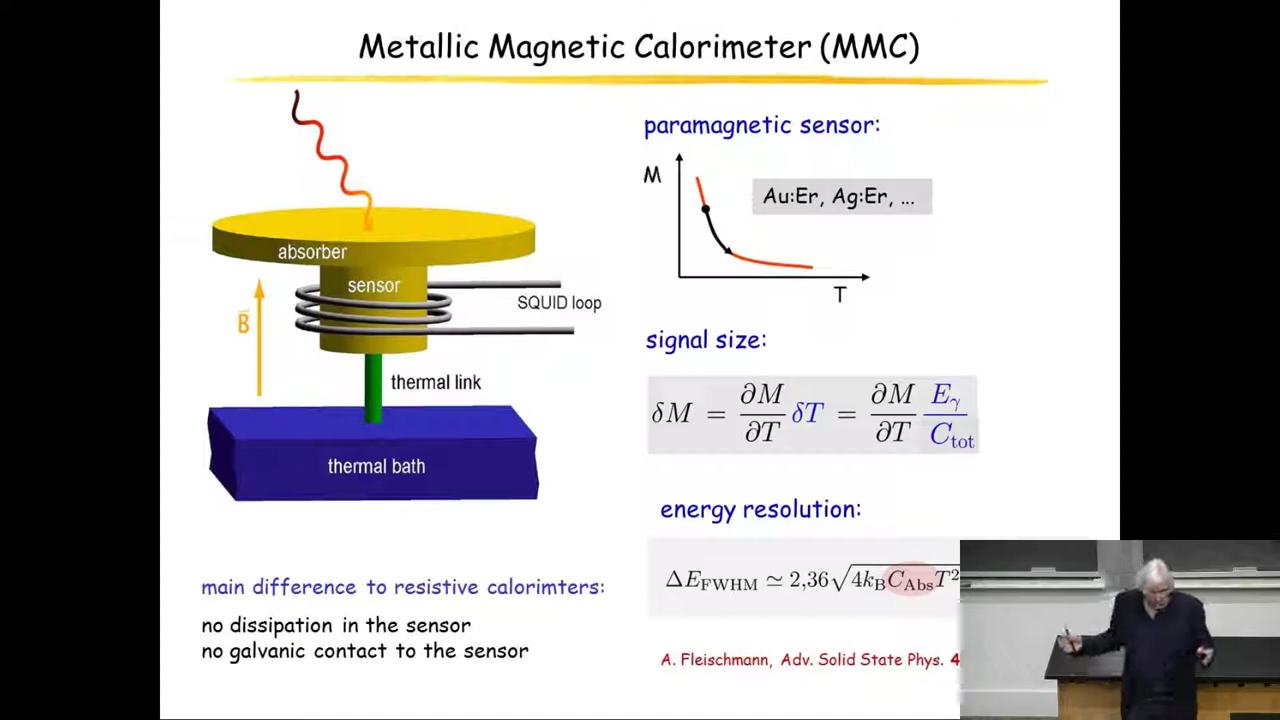 Metallic Magnetic Calorimeter (MMC)
absorber
sensor
SQUID loop
B
thermal link
thermal bath
main difference to resistive calorimters:
no dissipation in the sensor
no galvanic contact to the sensor
paramagnetic sensor:
M
Au:Er, Ag:Er, ...
T
signal size:
δM = ∂M/∂T δT = ∂M/∂T Eγ/Ctot
energy resolution:
ΔE_FWHM ≃ 2,36 √4k_B C_Abs T²
A. Fleischmann, Adv. Solid State Phys. 4